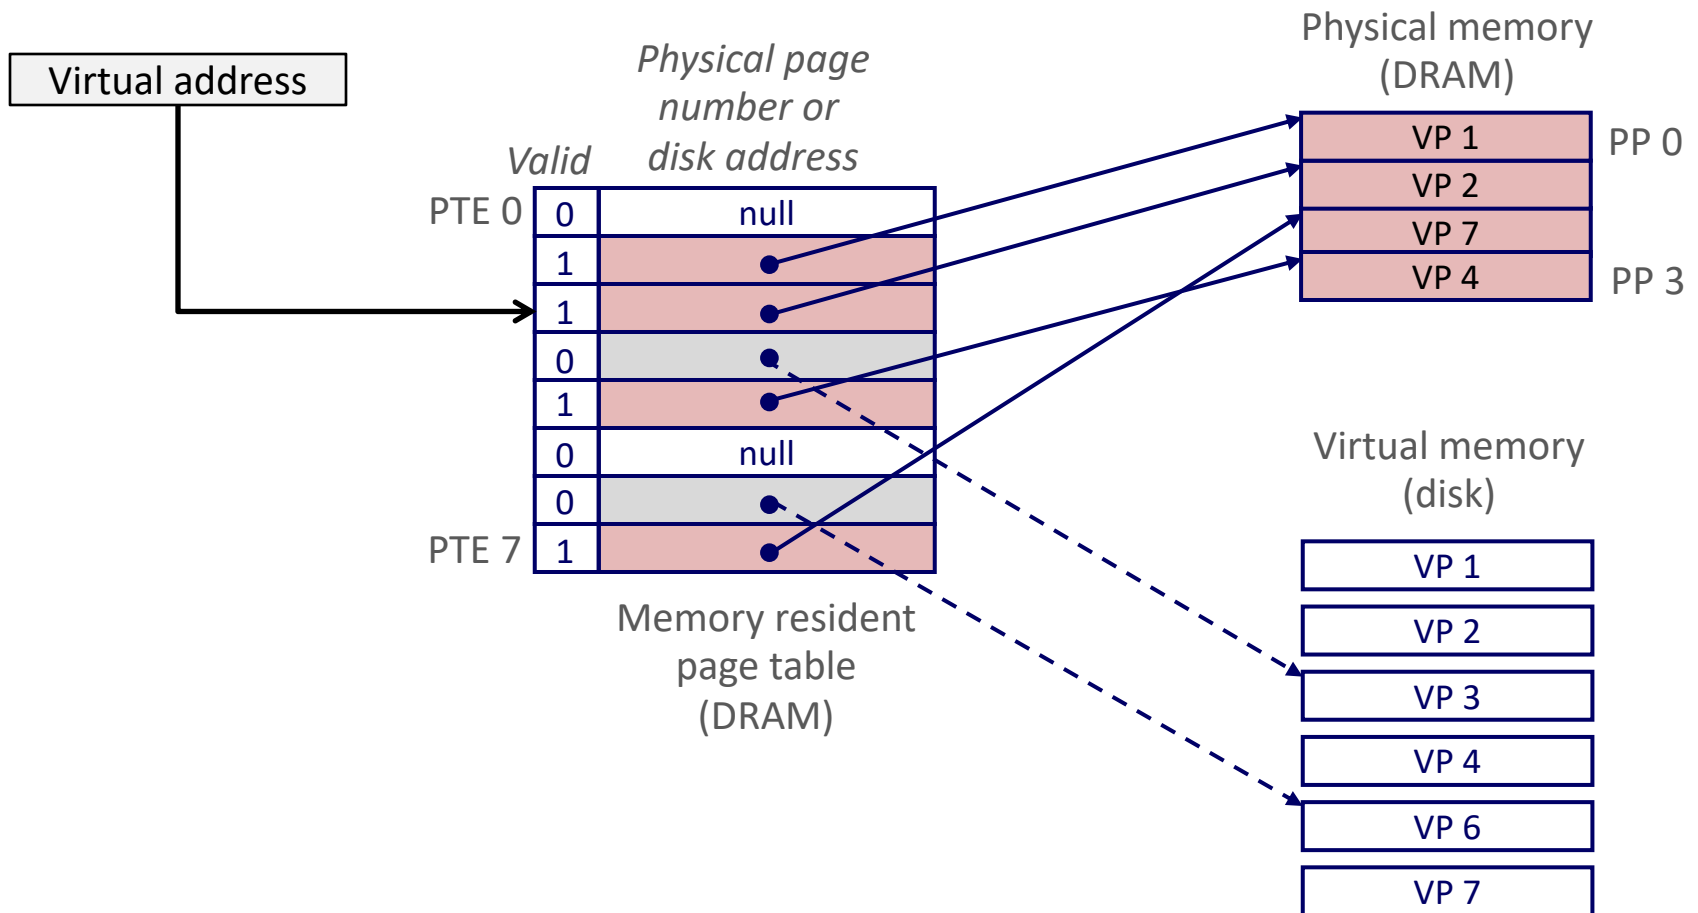 Virtual address
Physical page
number or
disk address
Valid
PTE 0
0
null
1
1
0
1
0
null
0
PTE 7
1
Memory resident
page table
(DRAM)
Physical memory
(DRAM)
VP 1
PP 0
VP 2
VP 7
VP 4
PP 3
Virtual memory
(disk)
VP 1
VP 2
VP 3
VP 4
VP 6
VP 7